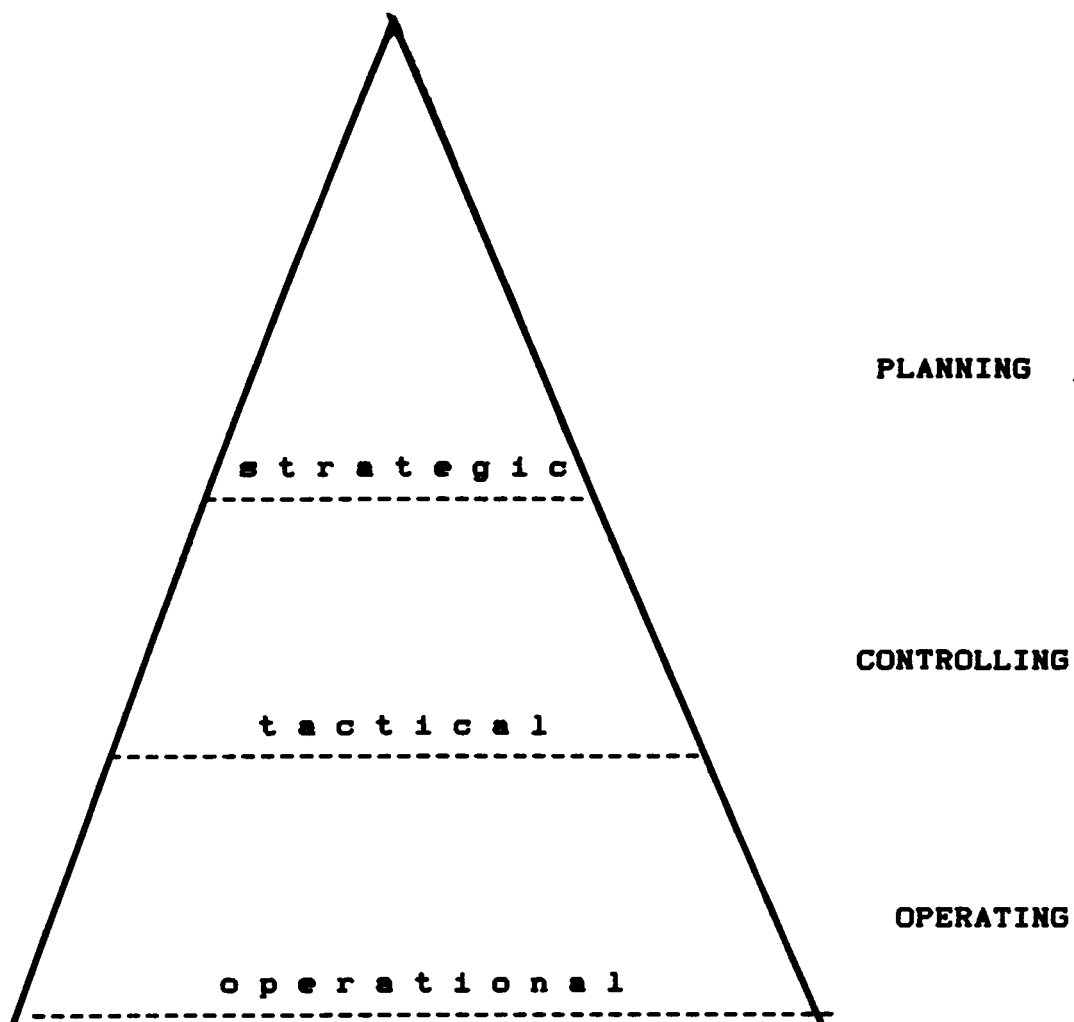 PLANNING
strategic
CONTROLLING
tactical
OPERATING
operational